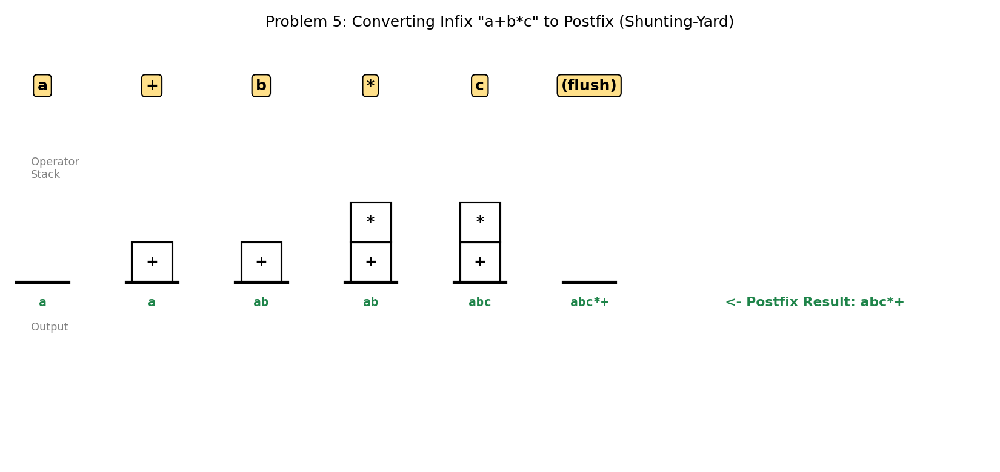 Problem 5: Converting Infix "a+b*c" to Postfix (Shunting-Yard)
a + b * c (flush)
Operator
Stack
* *
+ + + +
a a ab ab abc abc*+ <- Postfix Result: abc*+
Output